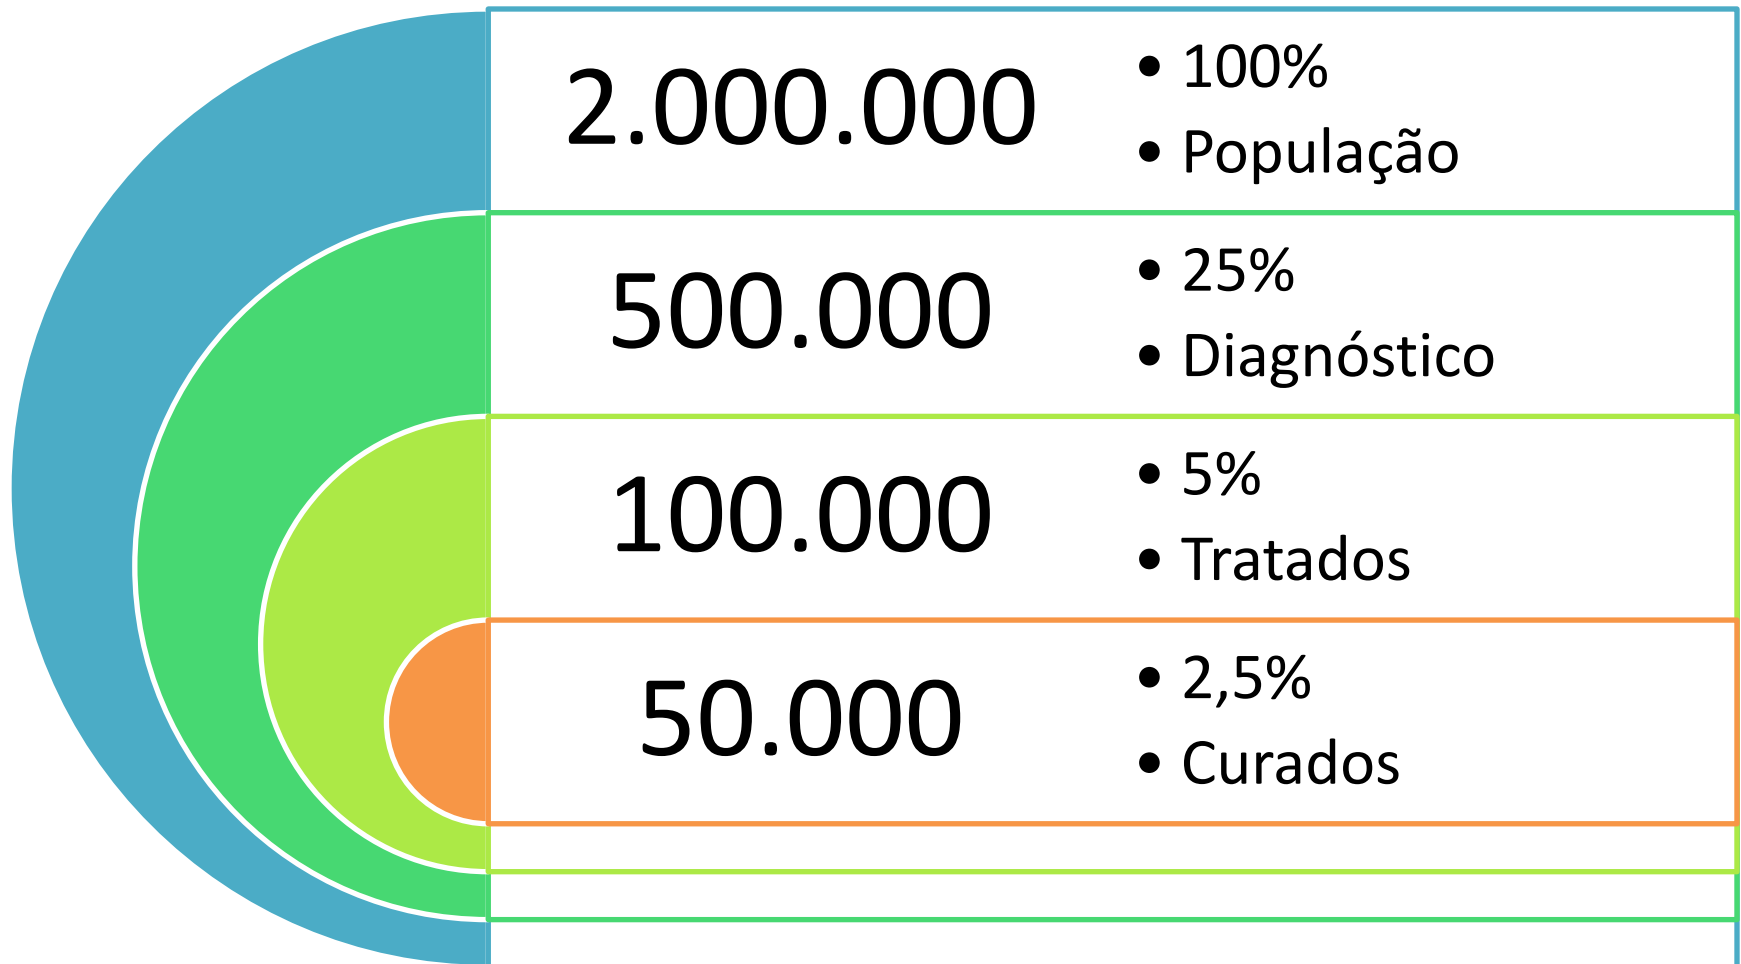 2.000.000
• 100%
• População
500.000
• 25%
• Diagnóstico
100.000
• 5%
• Tratados
50.000
• 2,5%
• Curados